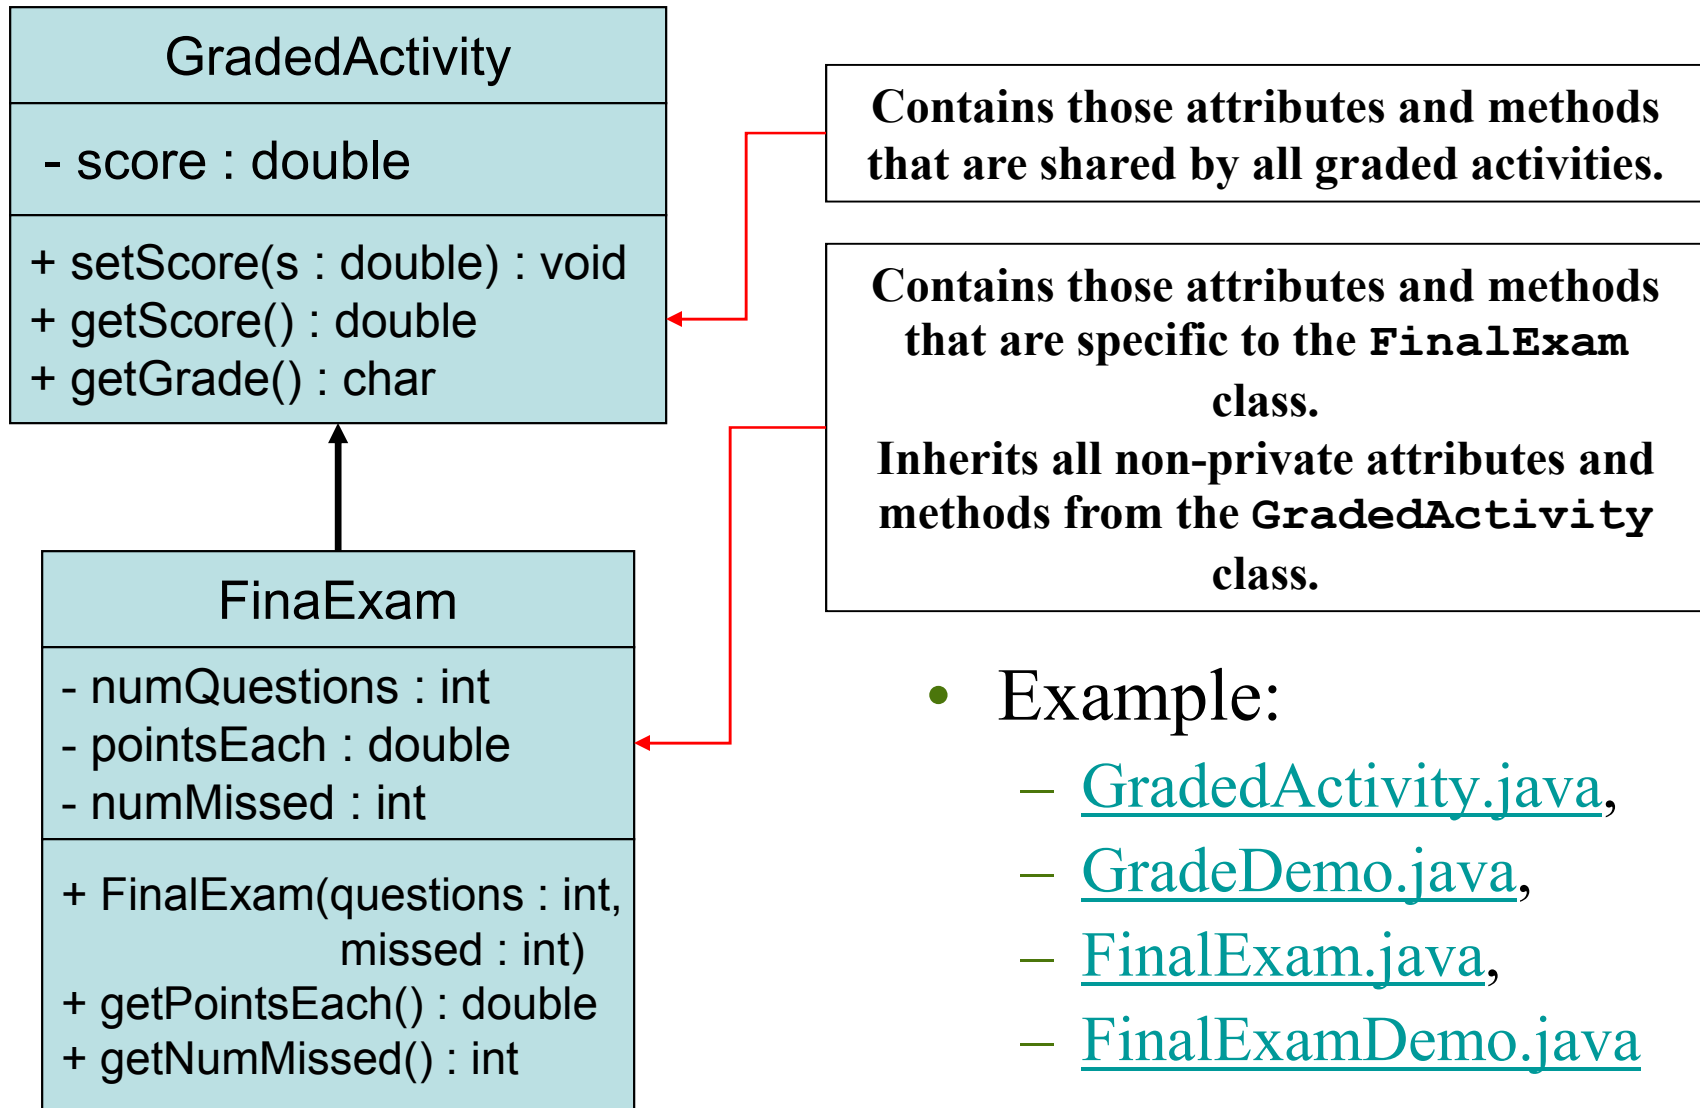 GradedActivity
- score : double
+ setScore(s : double) : void
+ getScore() : double
+ getGrade() : char
Contains those attributes and methods
that are shared by all graded activities.
Contains those attributes and methods
that are specific to the FinalExam
class.
Inherits all non-private attributes and
methods from the GradedActivity
class.
FinaExam
- numQuestions : int
- pointsEach : double
- numMissed : int
+ FinalExam(questions : int,
missed : int)
+ getPointsEach() : double
+ getNumMissed() : int
• Example:
– GradedActivity.java,
– GradeDemo.java,
– FinalExam.java,
– FinalExamDemo.java